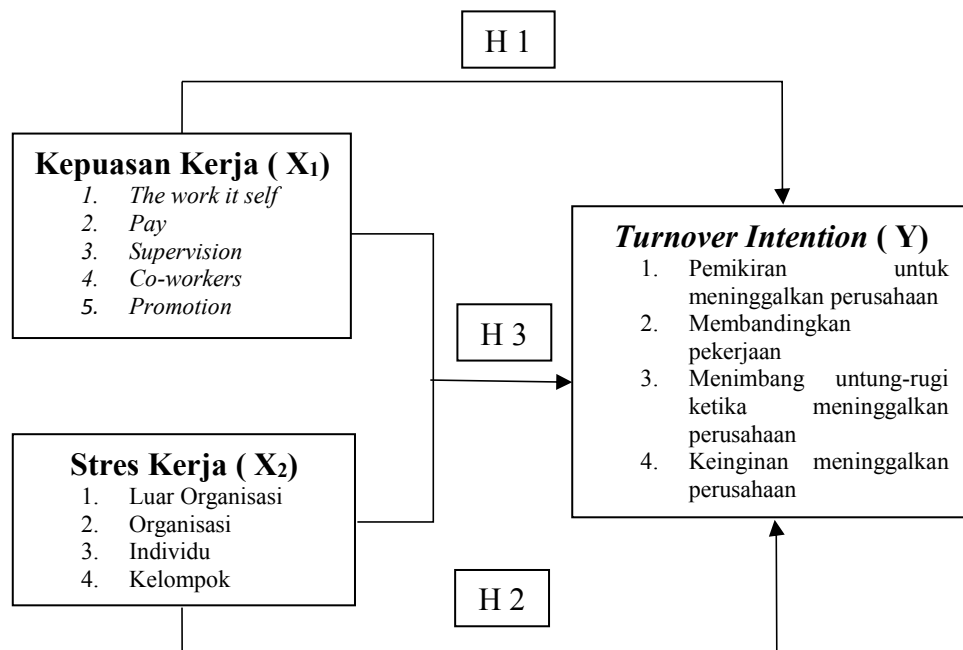 H 1
Kepuasan Kerja ( X₁)
1. The work it self
2. Pay
3. Supervision
4. Co-workers
5. Promotion
Turnover Intention ( Y)
1. Pemikiran untuk
meninggalkan perusahaan
2. Membandingkan
pekerjaan
3. Menimbang untung-rugi
ketika meninggalkan
perusahaan
4. Keinginan meninggalkan
perusahaan
H 3
Stres Kerja ( X₂)
1. Luar Organisasi
2. Organisasi
3. Individu
4. Kelompok
H 2